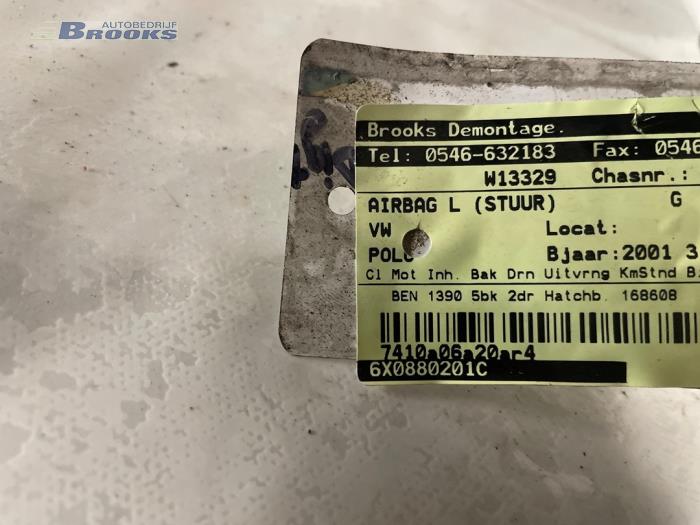 AUTOBEDRIJF
BROOKS
Brooks Demontage.
Tel: 0546-632183 Fax: 0546
W13329 Chasnr.:
AIRBAG L (STUUR) G
VW Locat:
POLO Bjaar:2001 3
Cl Mot Inh. Bak Drn Uitvrng KmStnd B.
BEN 1390 5bk 2dr Hatchb. 168608
7410a06a20ar4
6X0880201C